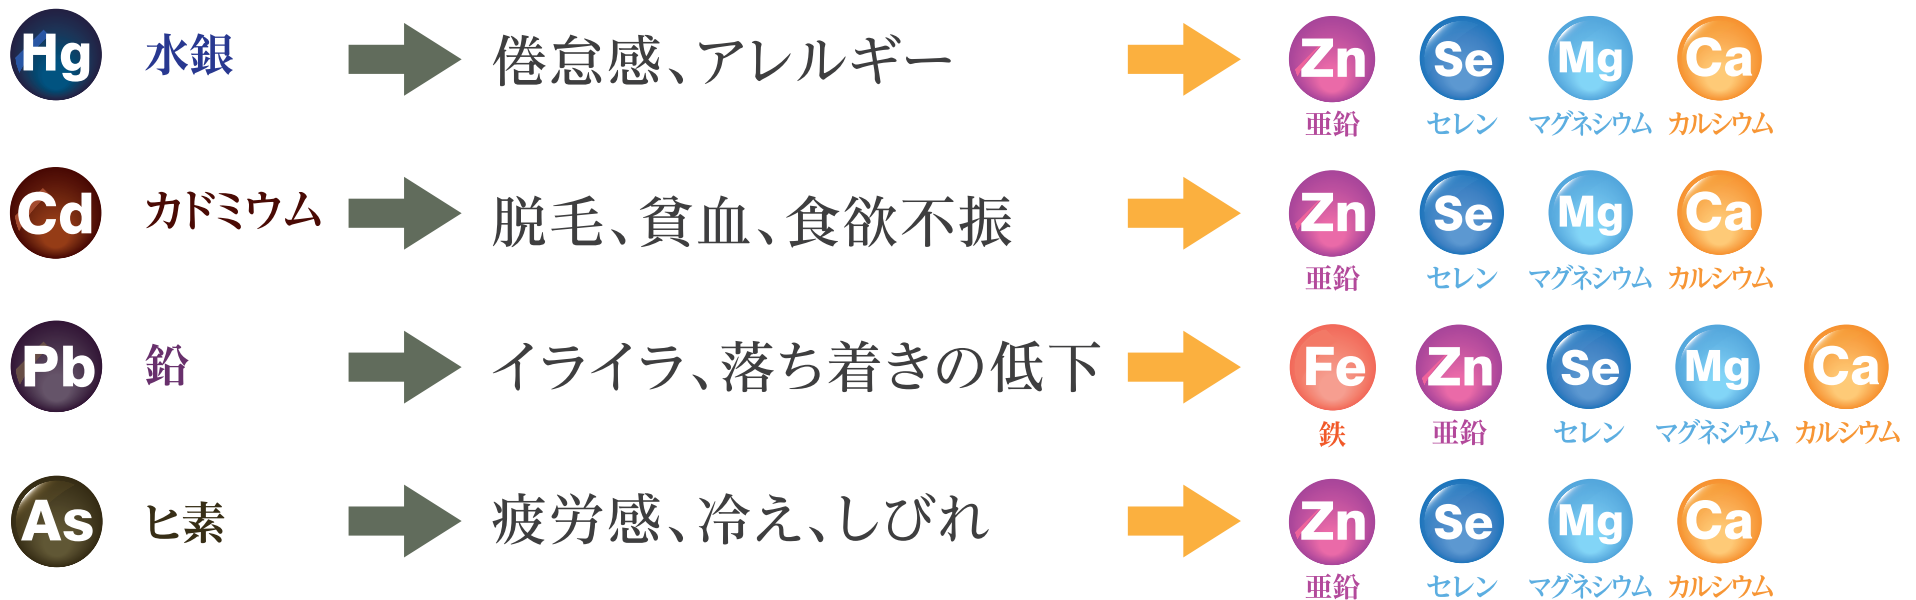 Hg 水銀 倦怠感、アレルギー Zn Se Mg Ca
亜鉛 セレン マグネシウム カルシウム
Cd カドミウム 脱毛、貧血、食欲不振 Zn Se Mg Ca
亜鉛 セレン マグネシウム カルシウム
Pb 鉛 イライラ、落ち着きの低下 Fe Zn Se Mg Ca
鉄 亜鉛 セレン マグネシウム カルシウム
As ヒ素 疲労感、冷え、しびれ Zn Se Mg Ca
亜鉛 セレン マグネシウム カルシウム